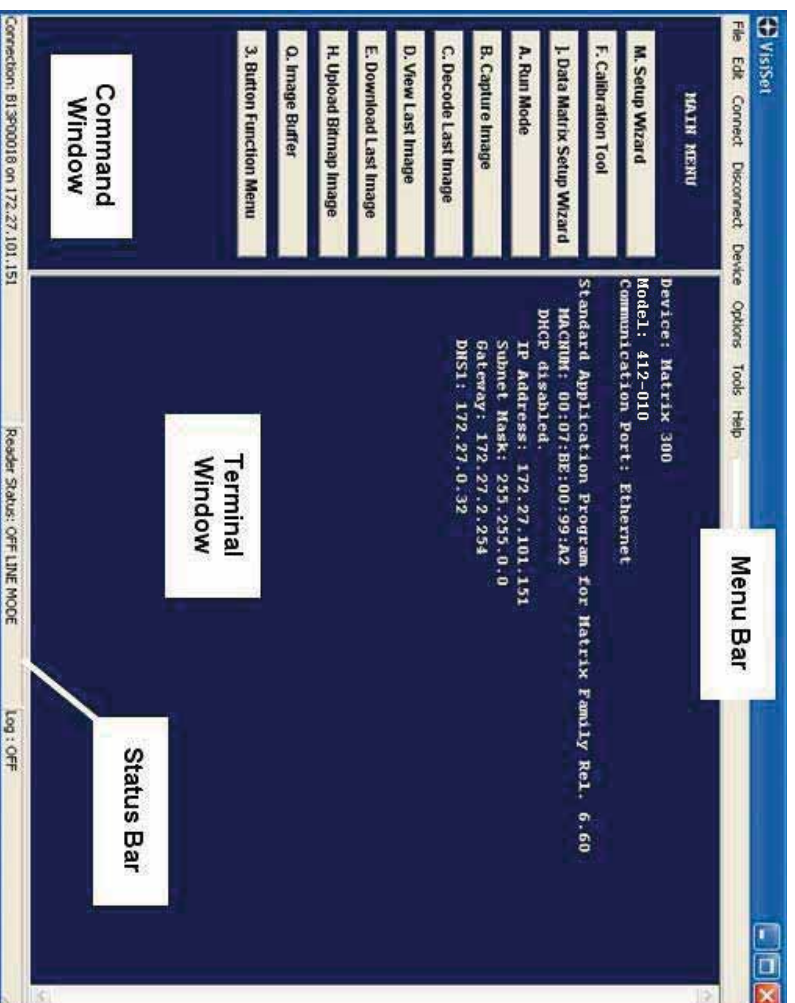 VisiSet
File Edit Connect Disconnect Device Options Tools Help
Menu Bar
MAIN MENU
M. Setup Wizard
F. Calibration Tool
J. Data Matrix Setup Wizard
A. Run Mode
B. Capture Image
C. Decode Last Image
D. View Last Image
E. Download Last Image
H. Upload Bitmap Image
Q. Image Buffer
3. Button Function Menu
Command
Window
Device: Matrix 300
Model: 412-010
Communication Port: Ethernet
Standard Application Program for Matrix Family Rel. 6.60
MACNUM: 00:07:BE:00:99:A2
DHCP disabled.
IP Address: 172.27.101.151
Subnet Mask: 255.255.0.0
Gateway: 172.27.2.254
DNS1: 172.27.0.32
Terminal
Window
Status Bar
Connection: B13P00018 on 172.27.101.151
Reader Status: OFF LINE MODE
Log : OFF